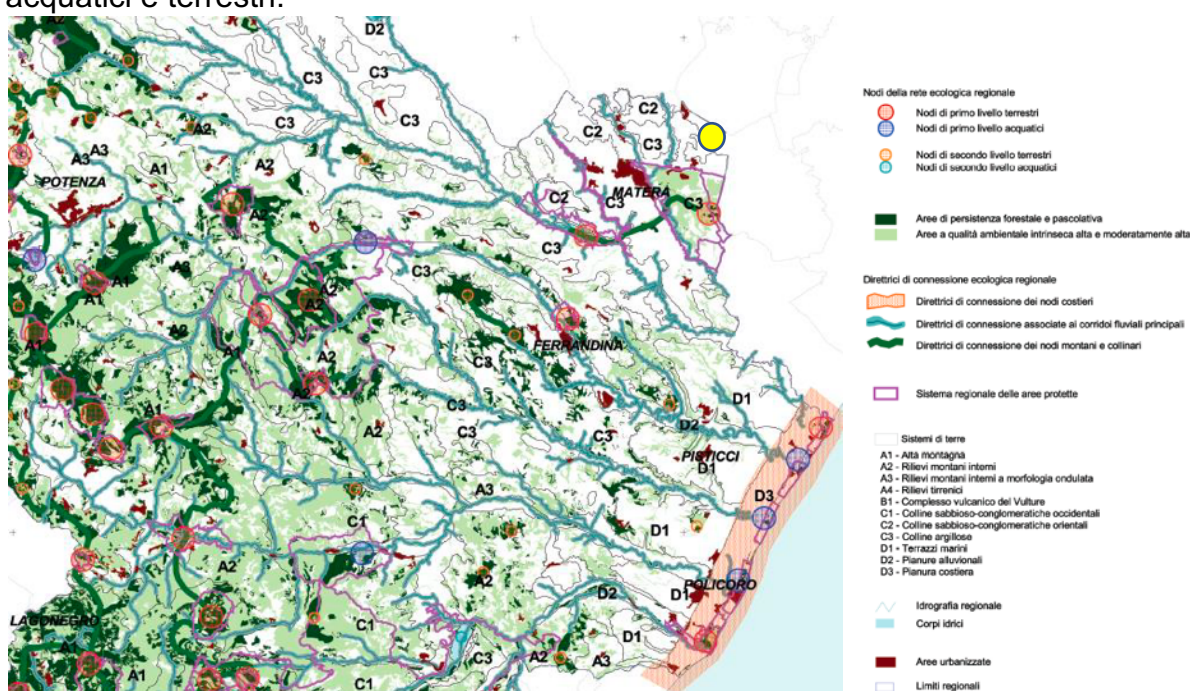 acquatici e terrestri.
A2
D2
C3
C3
C3
C3
A2
C2
C2
C3
A3
A3
A1
A2
POTENZA
MATERA
C2
C3
C3
A2
C3
A2
A1
A1
A2
A2
C3
A2
A1
A1
FERRANDINA
A2
C3
A2
A1
C3
A2
D1
C3
D2
C3
C3
PISTICCI
D1
A3
D3
C1
D1
A2
A2
POLICORO
D2
D1
LAGONEGRO
C1
D1
A1
A1
C3
A2
A3
C1
Nodi della rete ecologica regionale
Nodi di primo livello terrestri
Nodi di primo livello acquatici
Nodi di secondo livello terrestri
Nodi di secondo livello acquatici
Aree di persistenza forestale e pascolativa
Aree a qualità ambientale intrinseca alta e moderatamente alta
Direttrici di connessione ecologica regionale
Direttrici di connessione dei nodi costieri
Direttrici di connessione associate ai corridoi fluviali principali
Direttrici di connessione dei nodi montani e collinari
Sistema regionale delle aree protette
Sistemi di terre
A1 - Alta montagna
A2 - Rilievi montani interni
A3 - Rilievi montani interni a morfologia ondulata
A4 - Rilievi tirrenici
B1 - Complesso vulcanico del Vulture
C1 - Colline sabbioso-conglomeratiche occidentali
C2 - Colline sabbioso-conglomeratiche orientali
C3 - Colline argillose
D1 - Terrazzi marini
D2 - Pianure alluvionali
D3 - Pianura costiera
Idrografia regionale
Corpi idrici
Aree urbanizzate
Limiti regionali